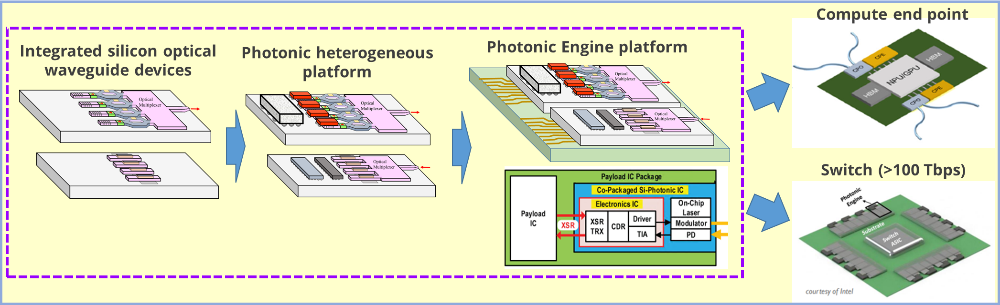 Integrated silicon optical
waveguide devices
Optical
Multiplexer
Photonic heterogeneous
platform
Optical
Multiplexer
Optical
Multiplexer
Photonic Engine platform
Optical
Multiplexer
Optical
Multiplexer
Payload IC Package
Co-Packaged Si-Photonic IC
Electronics IC
Payload
IC
XSR
XSR
TRX
CDR
Driver
TIA
On-Chip
Laser
Modulator
PD
Compute end point
CPO
CPE
HBM
NPU/GPU
HBM
CPE
CPO
Switch (>100 Tbps)
Photonic
Engine
Substrate
Switch
ASIC
courtesy of Intel